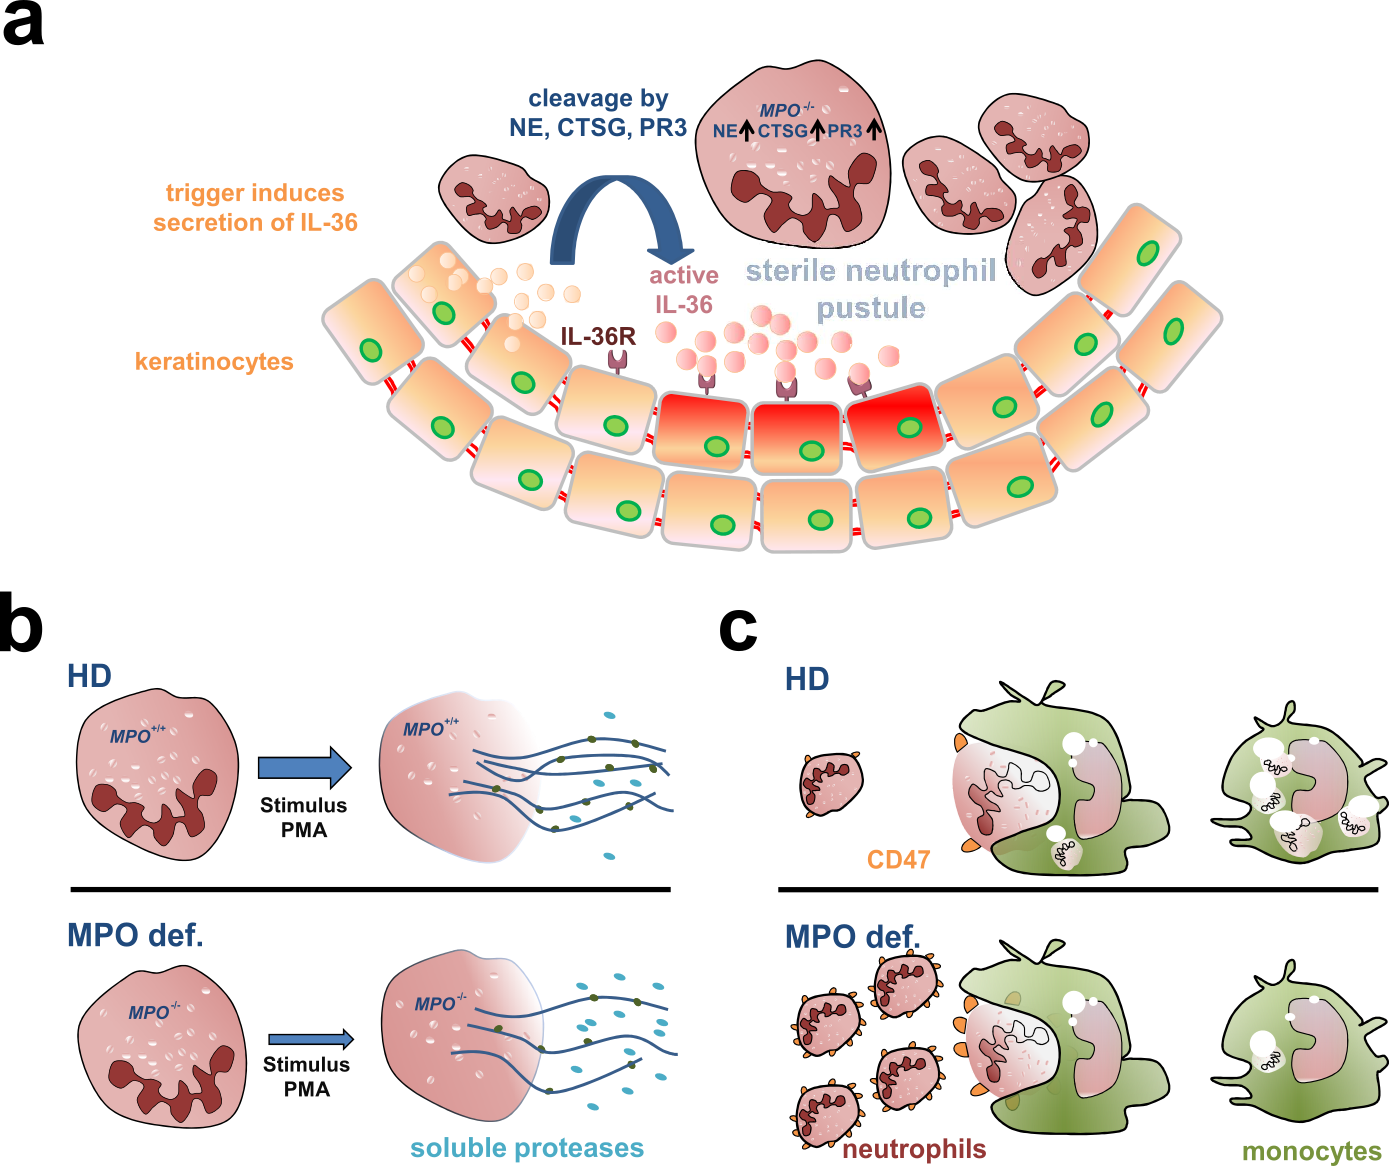 a
cleavage by
NE, CTSG, PR3
MPO-/-
NE CTSG PR3
trigger induces
secretion of IL-36
active
IL-36
sterile neutrophil
pustule
IL-36R
keratinocytes
b
HD
MPO+/+
Stimulus
PMA
MPO+/+
MPO def.
MPO-/-
Stimulus
PMA
MPO-/-
soluble proteases
c
HD
CD47
MPO def.
neutrophils
monocytes